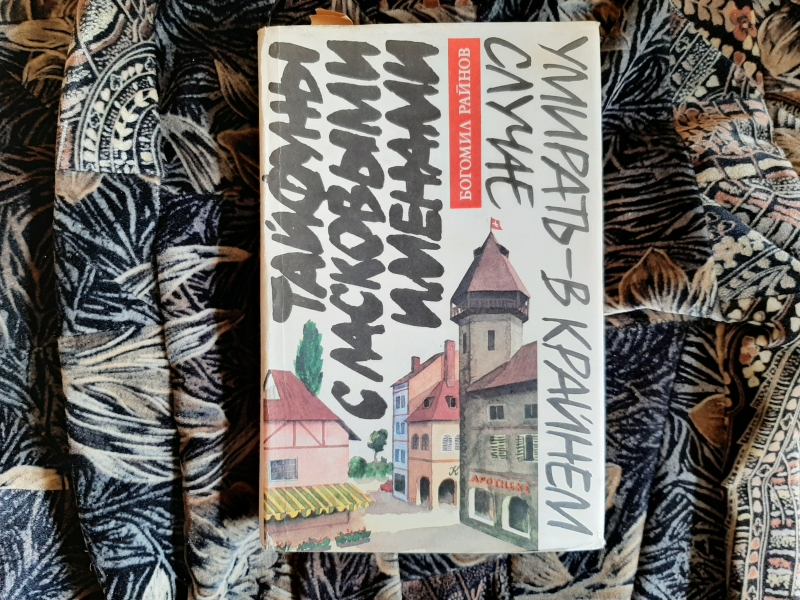 ТАЙФУНЫ
С ЛАСКОВЫМИ
ИМЕНАМИ
БОГОМИЛ РАЙНОВ
УМИРАТЬ—В КРАЙНЕМ
СЛУЧАЕ
APOTHEKE